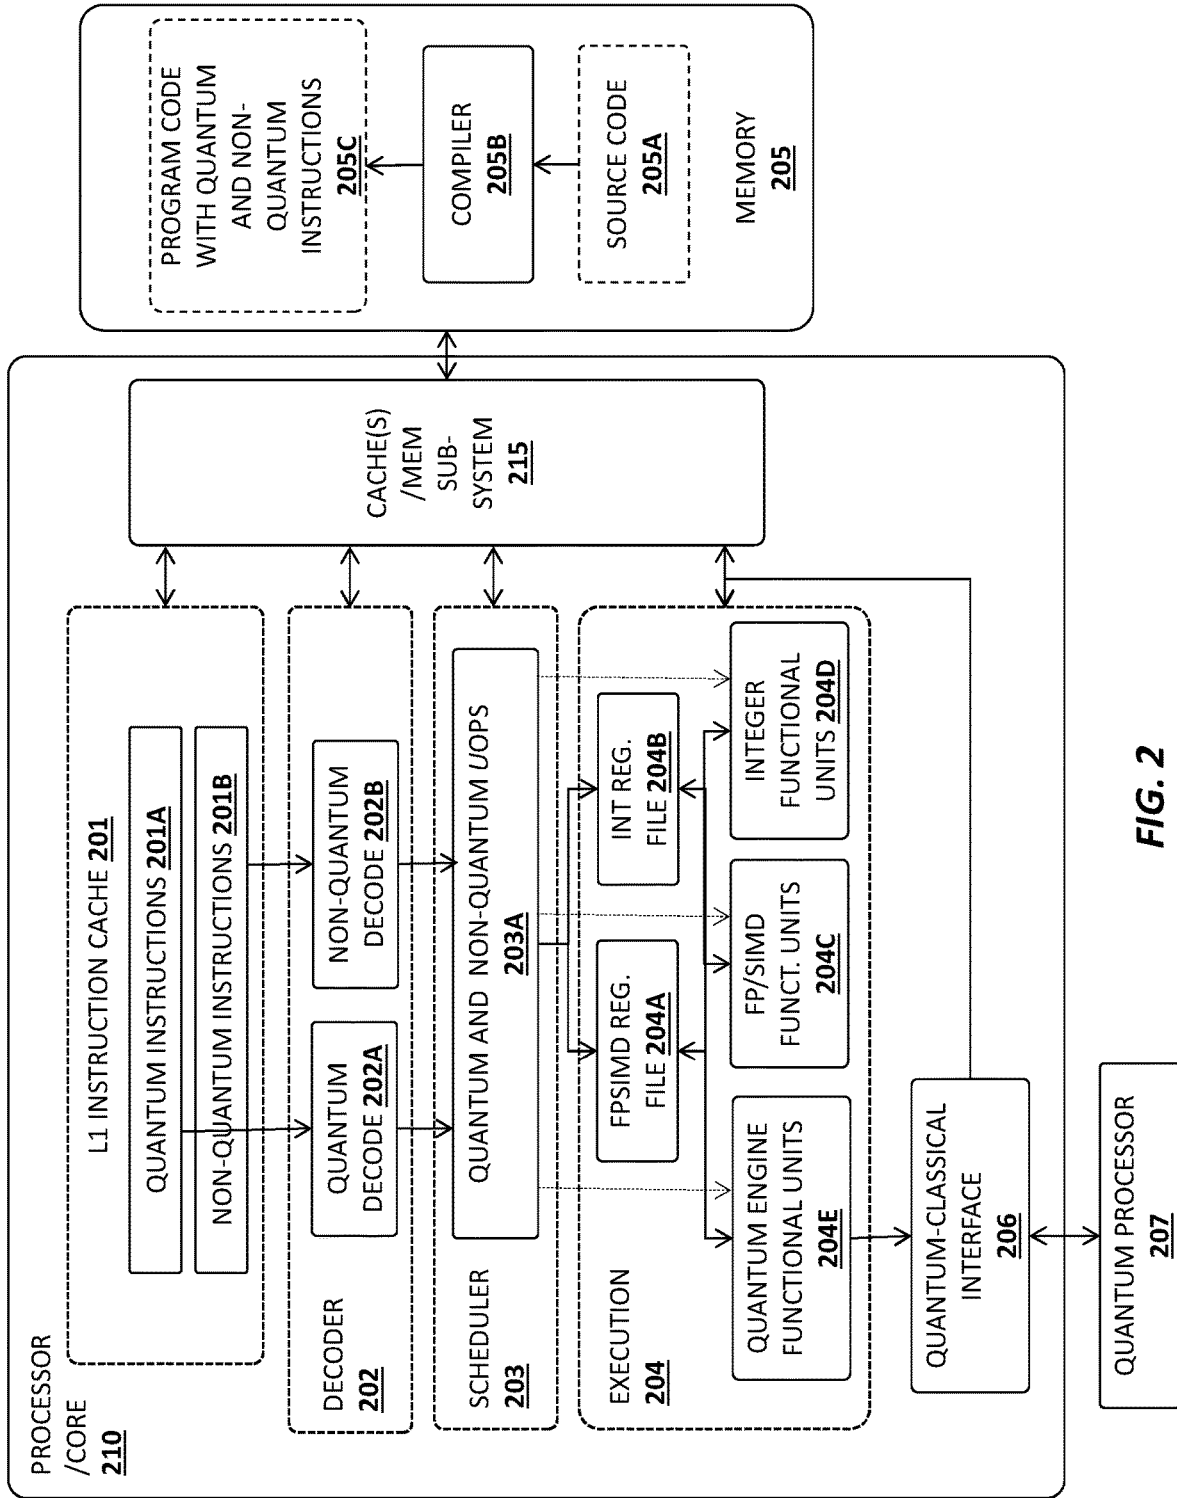 PROCESSOR
/CORE
210
L1 INSTRUCTION CACHE 201
QUANTUM INSTRUCTIONS 201A
NON-QUANTUM INSTRUCTIONS 201B
DECODER
202
QUANTUM
DECODE 202A
NON-QUANTUM
DECODE 202B
SCHEDULER
203
QUANTUM AND NON-QUANTUM UOPS
203A
EXECUTION
204
FPSIMD REG.
FILE 204A
INT REG.
FILE 204B
QUANTUM ENGINE
FUNCTIONAL UNITS
204E
FP/SIMD
FUNCT. UNITS
204C
INTEGER
FUNCTIONAL
UNITS 204D
QUANTUM-CLASSICAL
INTERFACE
206
QUANTUM PROCESSOR
207
CACHE(S)
/MEM
SUB-
SYSTEM
215
PROGRAM CODE
WITH QUANTUM
AND NON-
QUANTUM
INSTRUCTIONS
205C
COMPILER
205B
SOURCE CODE
205A
MEMORY
205
FIG. 2